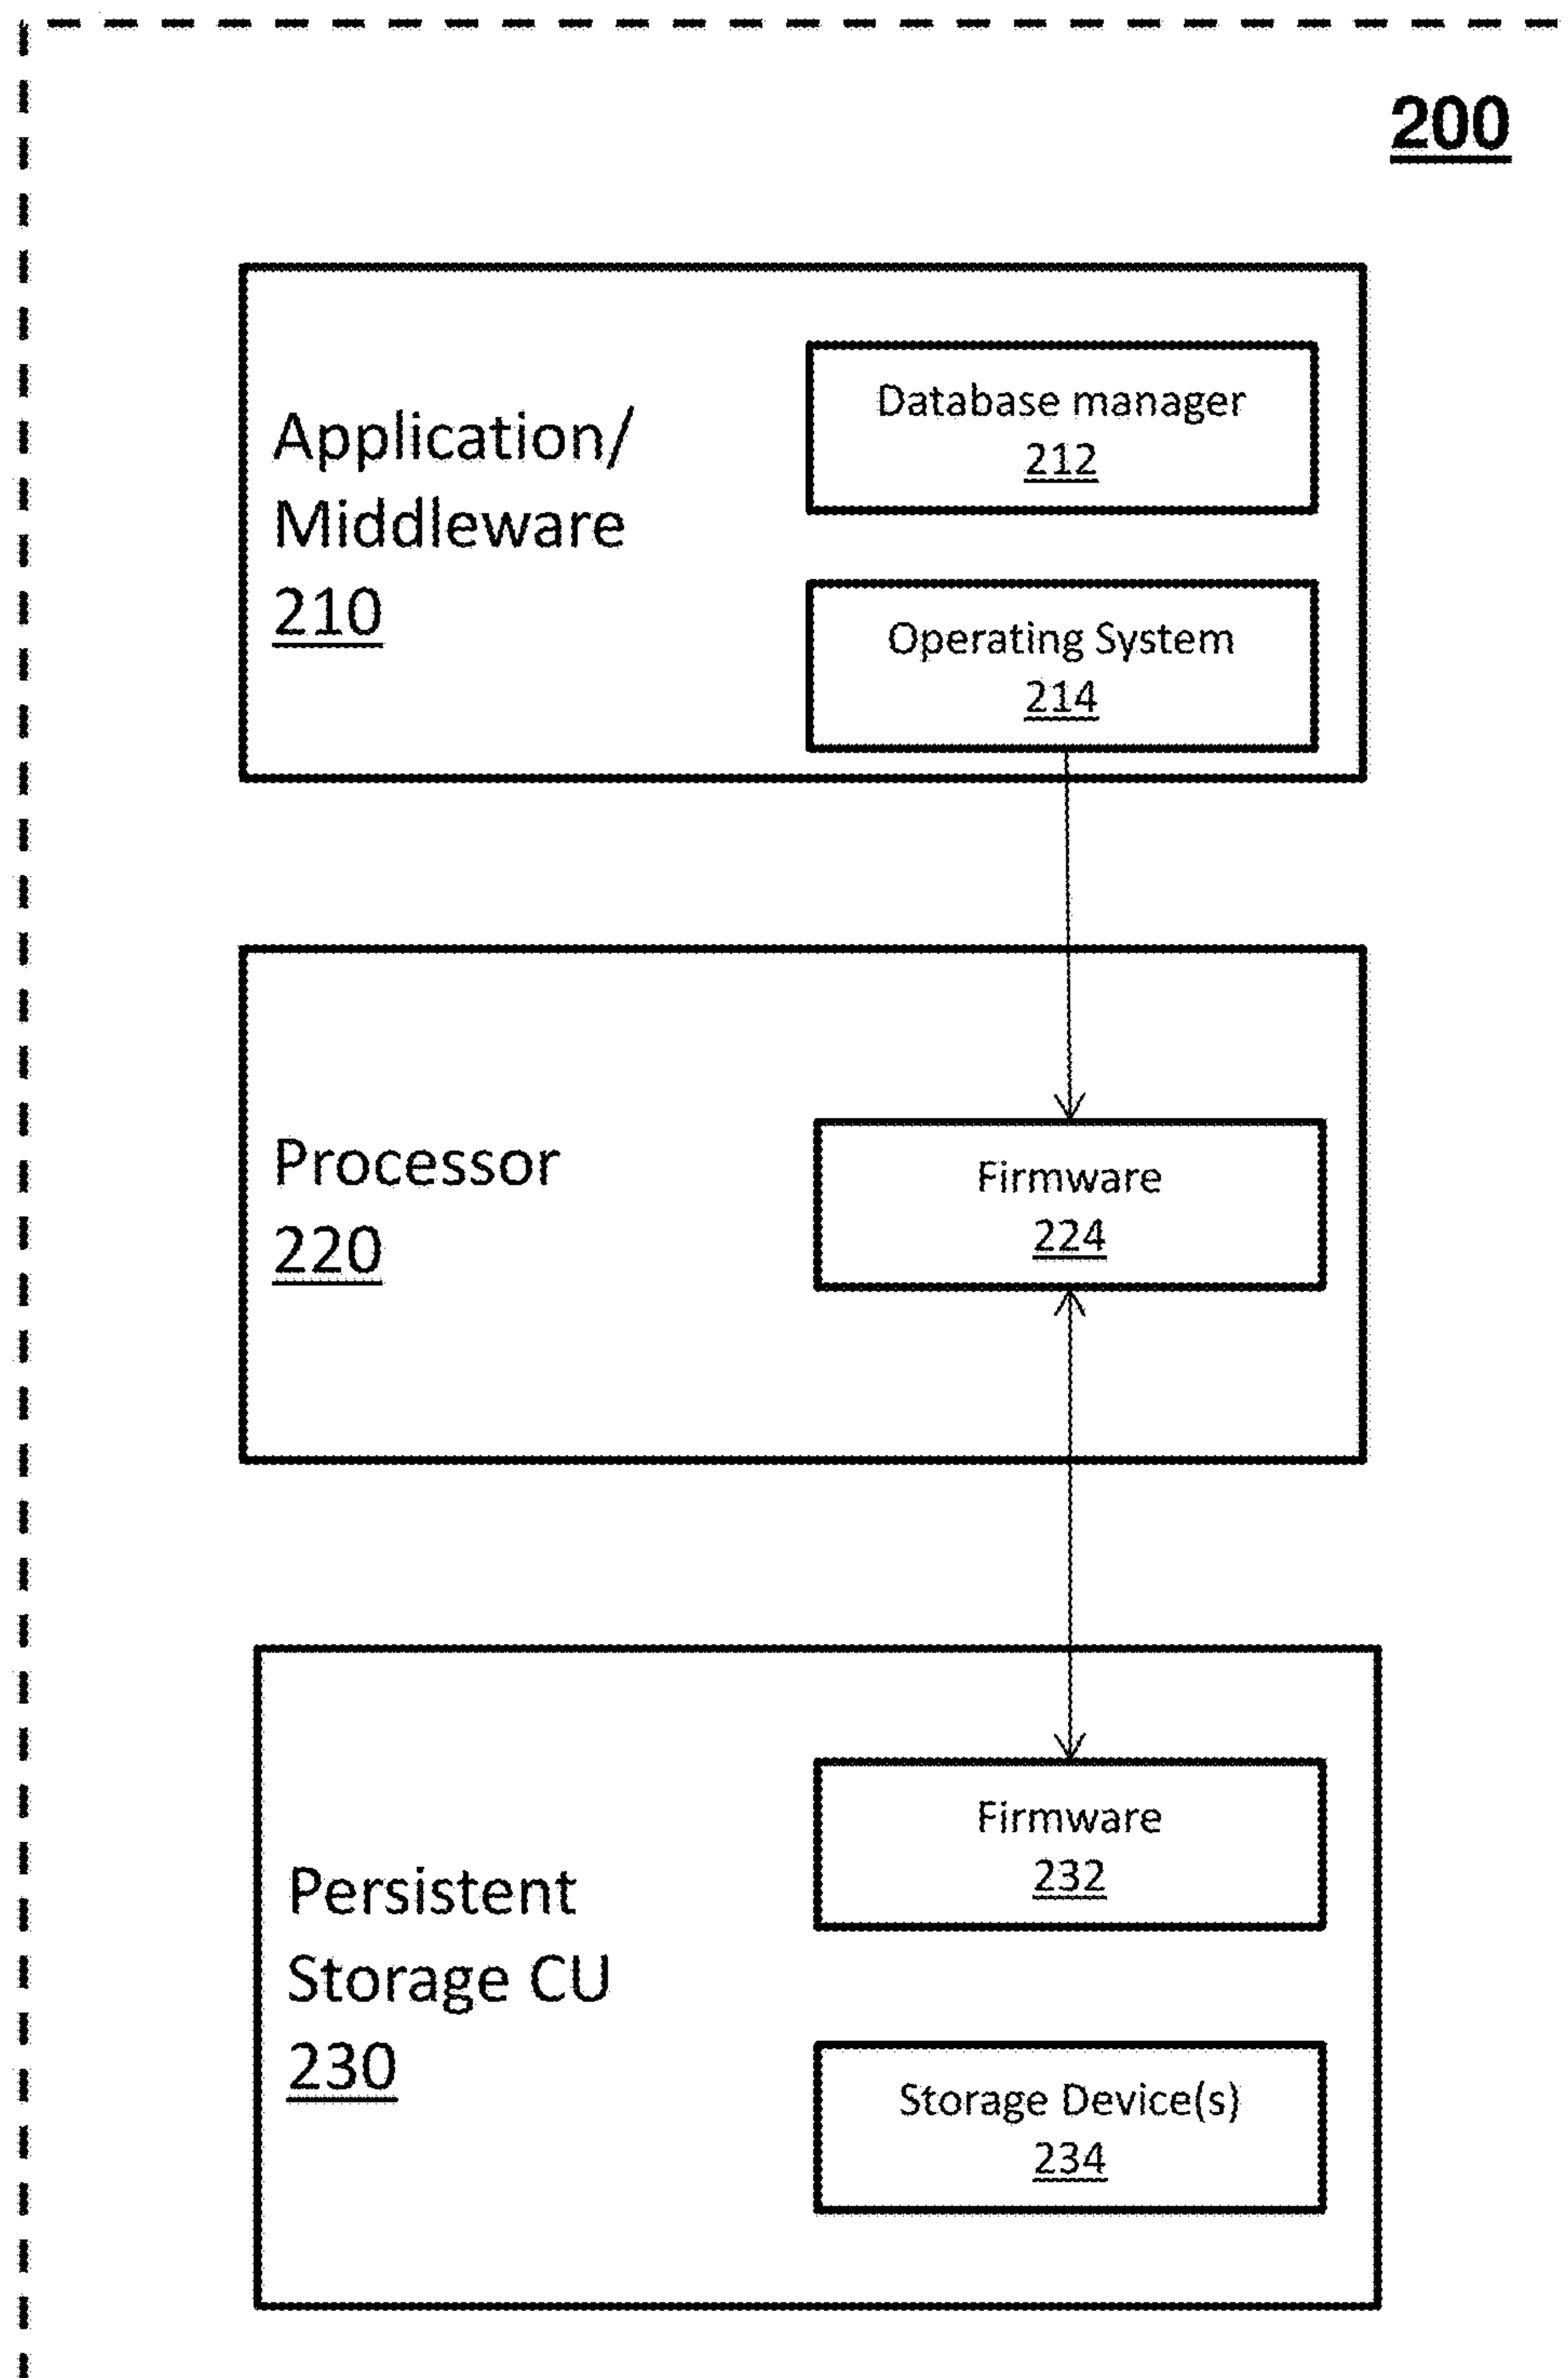 200
Application/
Middleware
210
Database manager
212
Operating System
214
Processor
220
Firmware
224
Persistent
Storage CU
230
Firmware
232
Storage Device(s)
234